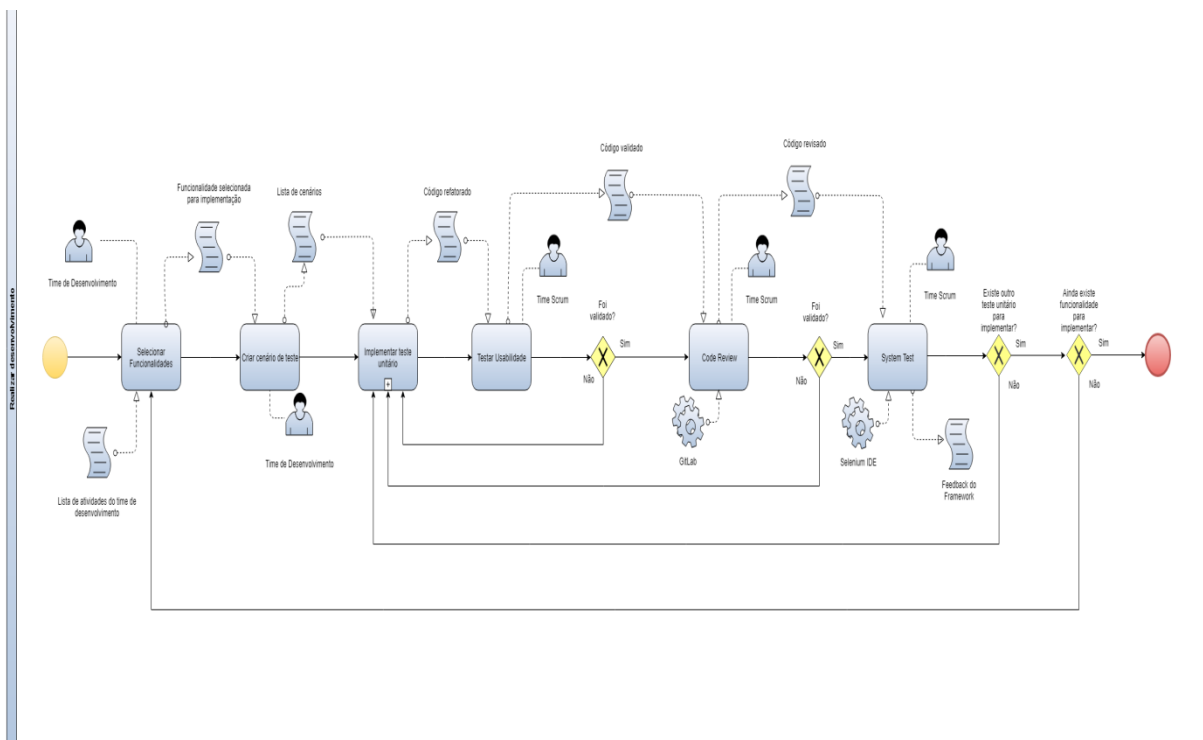 Realizar desenvolvimento
Time de Desenvolvimento
Funcionalidade selecionada
para implementação
Lista de cenários
Código refatorado
Código validado
Código revisado
Time Scrum
Time Scrum
Time Scrum
Selecionar
Funcionalidades
Criar cenário de teste
Implementar teste
unitário
Testar Usabilidade
Foi
validado?
Sim
Não
Code Review
Foi
validado?
Sim
Não
System Test
Existe outro
teste unitário
para
implementar?
Sim
Não
Ainda existe
funcionalidade
para
implementar?
Sim
Não
Lista de atividades do time de
desenvolvimento
Time de Desenvolvimento
GitLab
Selenium IDE
Feedback do
Framework